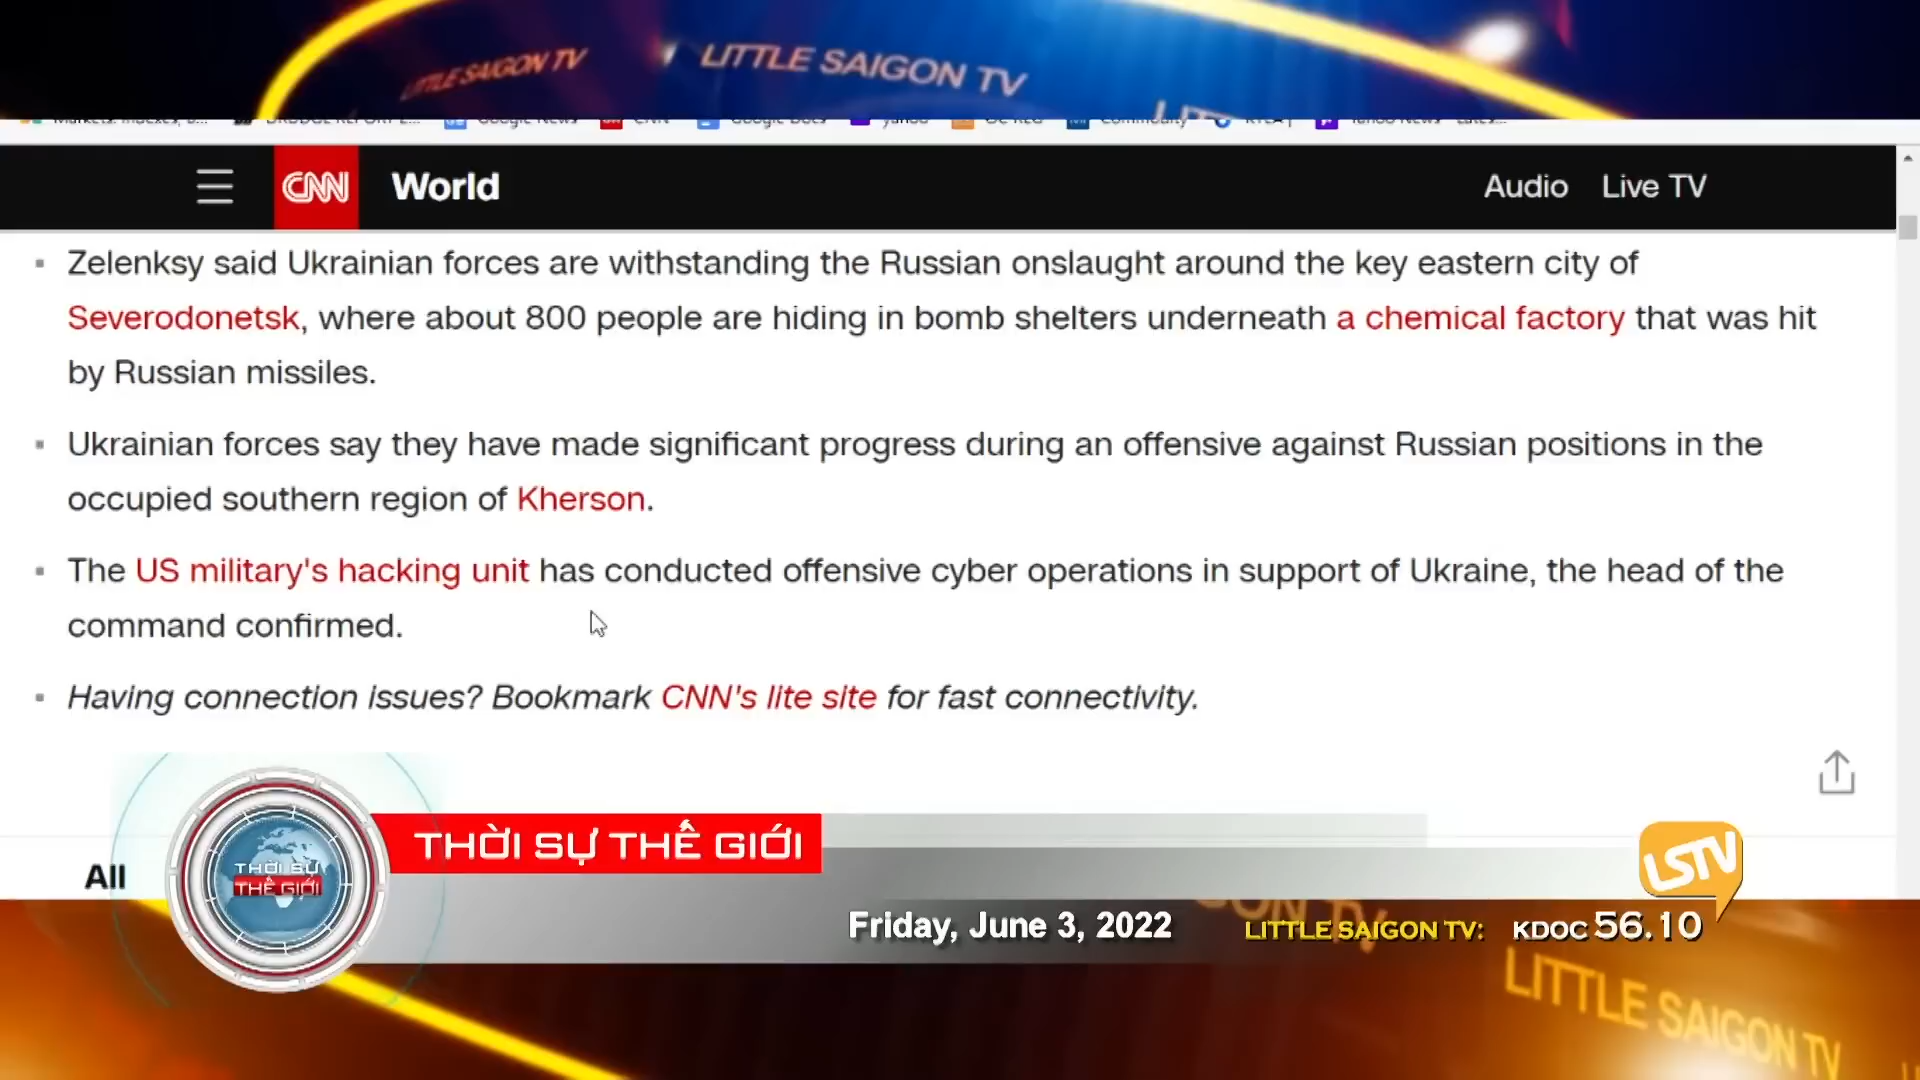 LITTLE SAIGON TV
LITTLE SAIGON TV
CNN World Audio Live TV
▪ Zelenksy said Ukrainian forces are withstanding the Russian onslaught around the key eastern city of
Severodonetsk, where about 800 people are hiding in bomb shelters underneath a chemical factory that was hit
by Russian missiles.
▪ Ukrainian forces say they have made significant progress during an offensive against Russian positions in the
occupied southern region of Kherson.
▪ The US military's hacking unit has conducted offensive cyber operations in support of Ukraine, the head of the
command confirmed.
▪ Having connection issues? Bookmark CNN's lite site for fast connectivity.
All
THỜI SỰ
THẾ GIỚI
THỜI SỰ THẾ GIỚI
LSTV
Friday, June 3, 2022 LITTLE SAIGON TV: KDOC 56.10
LITTLE SAIGON TV